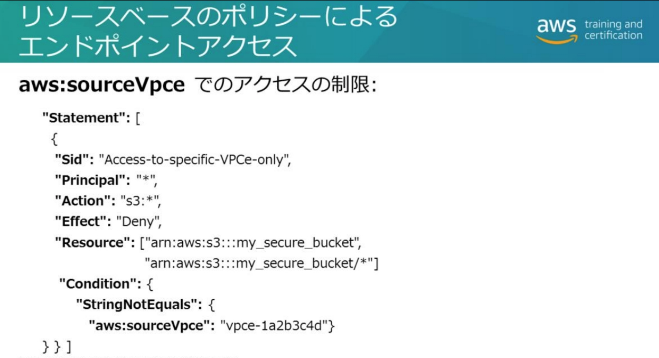 リソースベースのポリシーによる
エンドポイントアクセス
aws training and
certification
aws:sourceVpce でのアクセスの制限:
"Statement": [
{
"Sid": "Access-to-specific-VPCe-only",
"Principal": "*",
"Action": "s3:*",
"Effect": "Deny",
"Resource": ["arn:aws:s3:::my_secure_bucket",
"arn:aws:s3:::my_secure_bucket/*"]
"Condition": {
"StringNotEquals": {
"aws:sourceVpce": "vpce-1a2b3c4d"}
} } ]